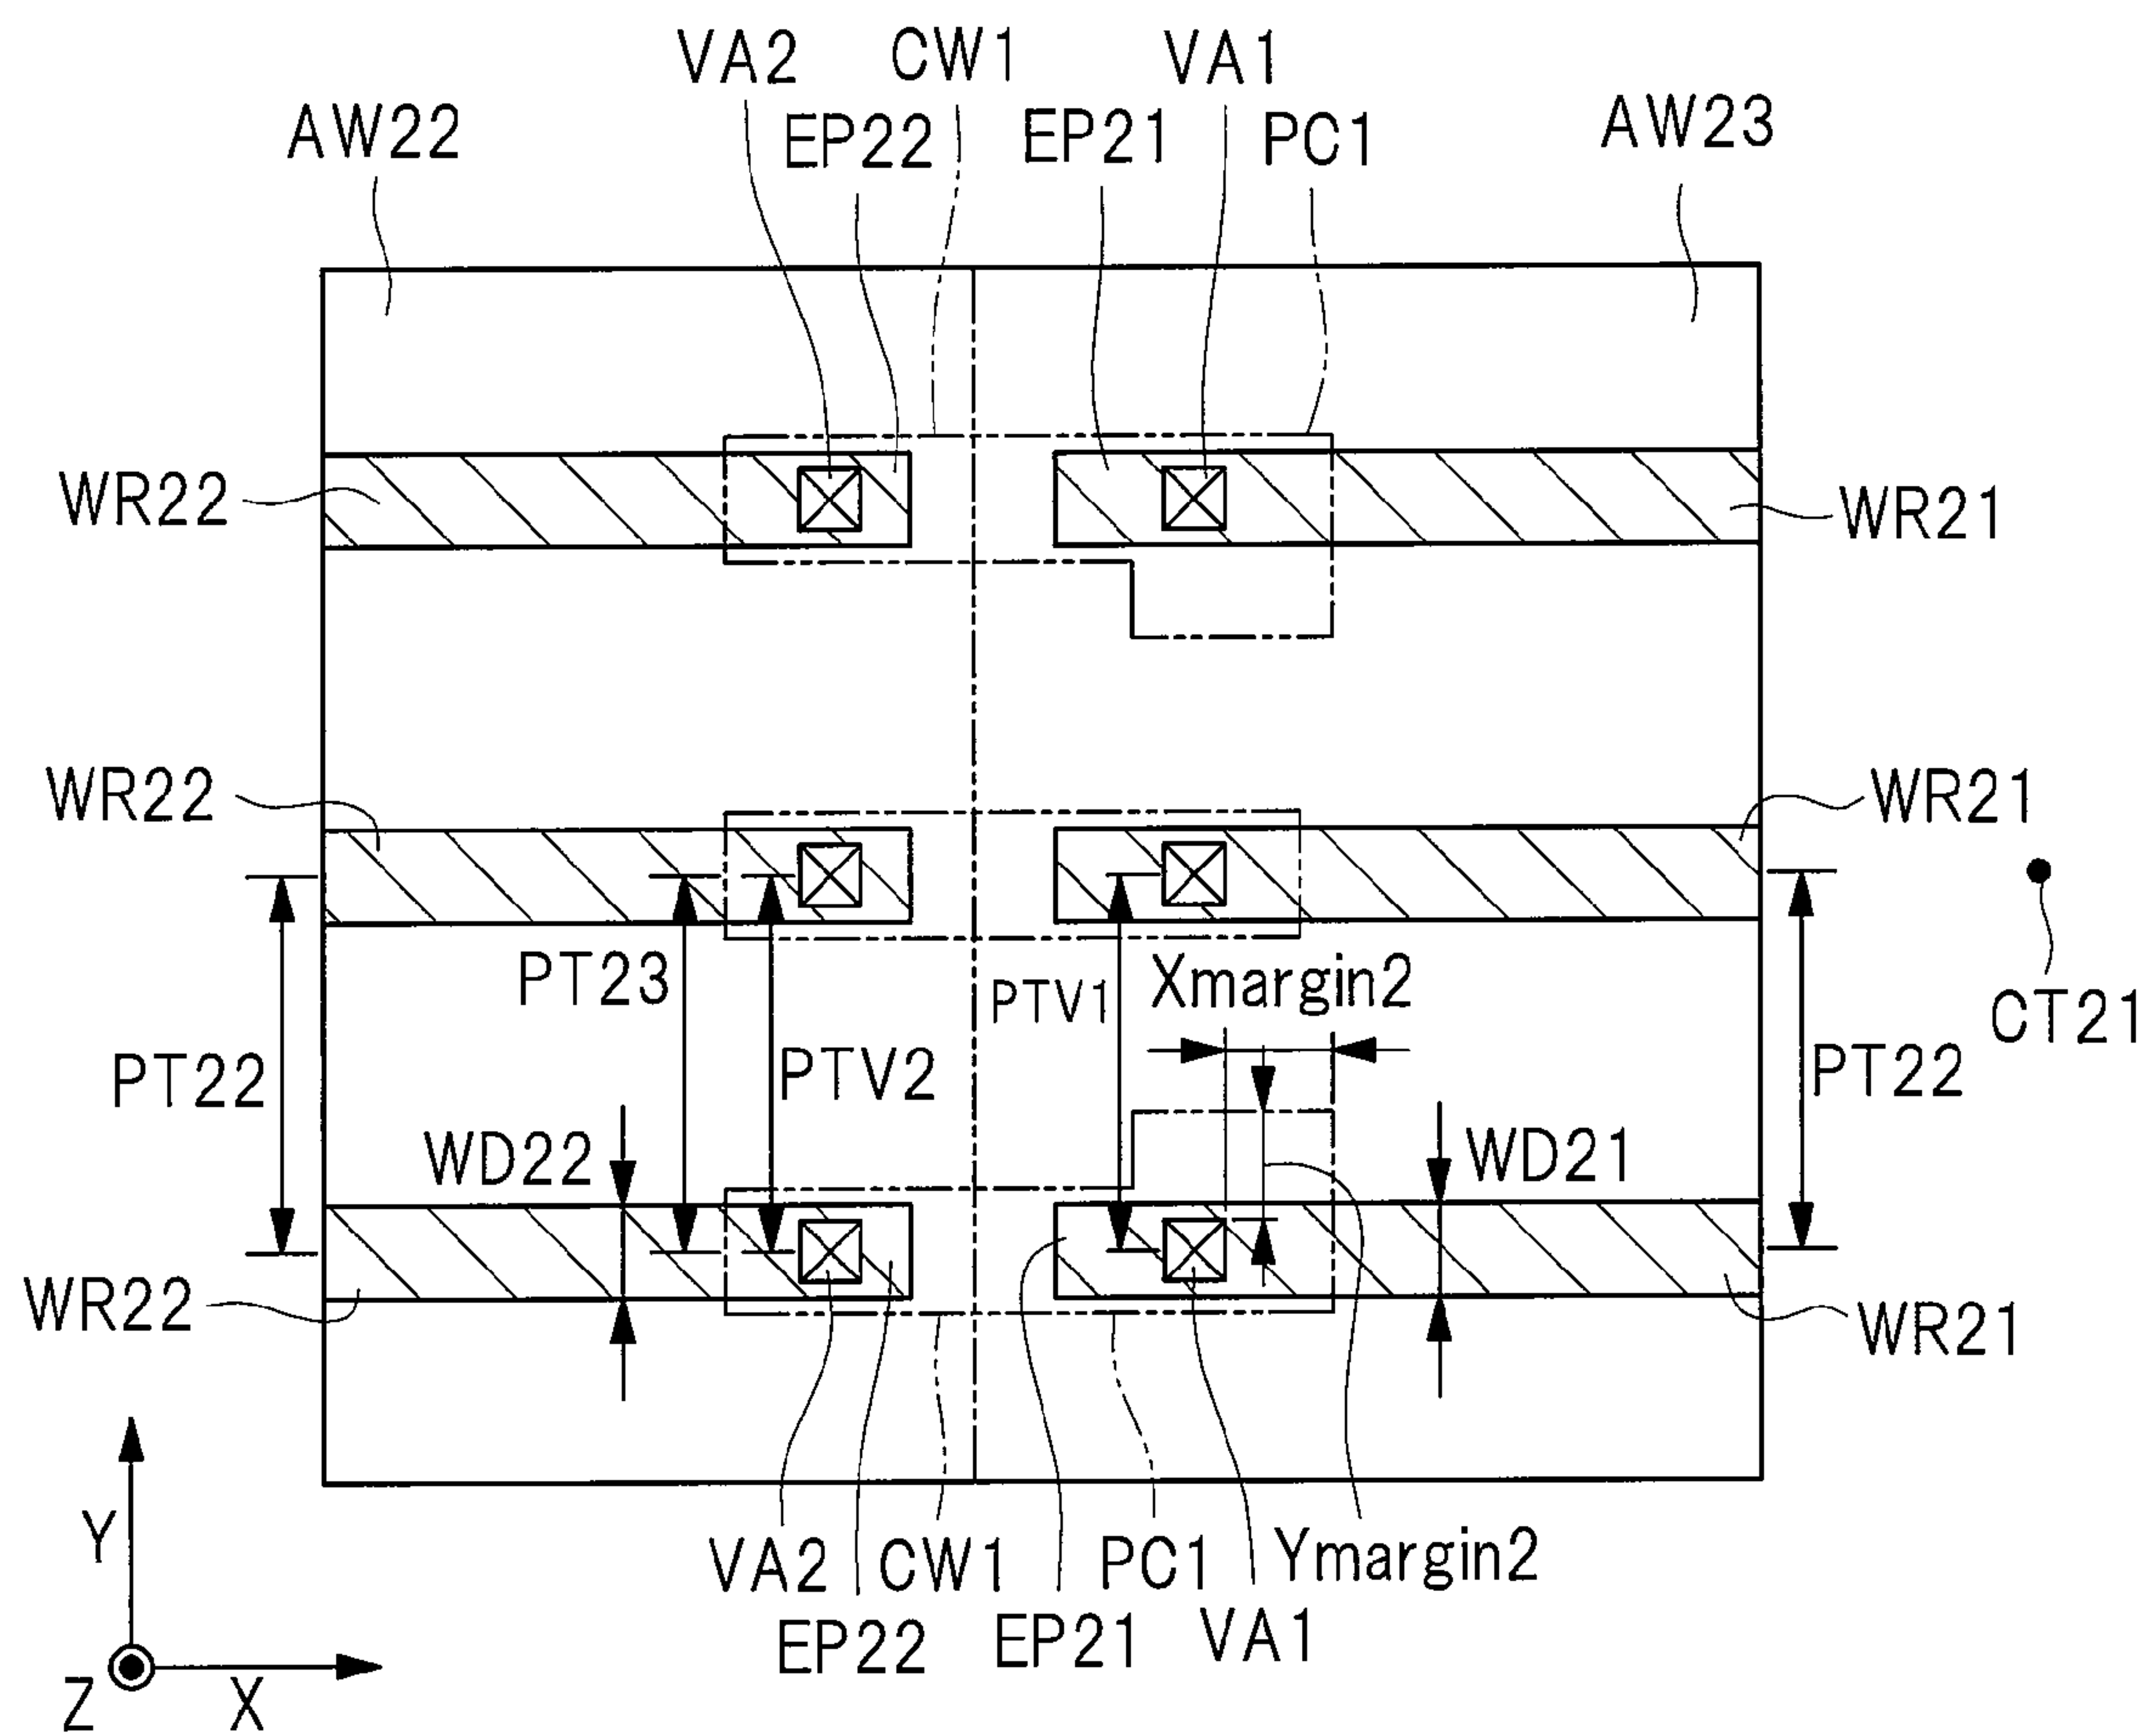 VA2 CW1 VA1
AW22 EP22 EP21 PC1 AW23
WR22 WR21
WR22 WR21
PT23 PTV1 Xmargin2
CT21
PT22 PTV2 PT22
WD22 WD21
WR22 WR21
Y VA2 CW1 PC1 Ymargin2
EP22 EP21 VA1
Z X